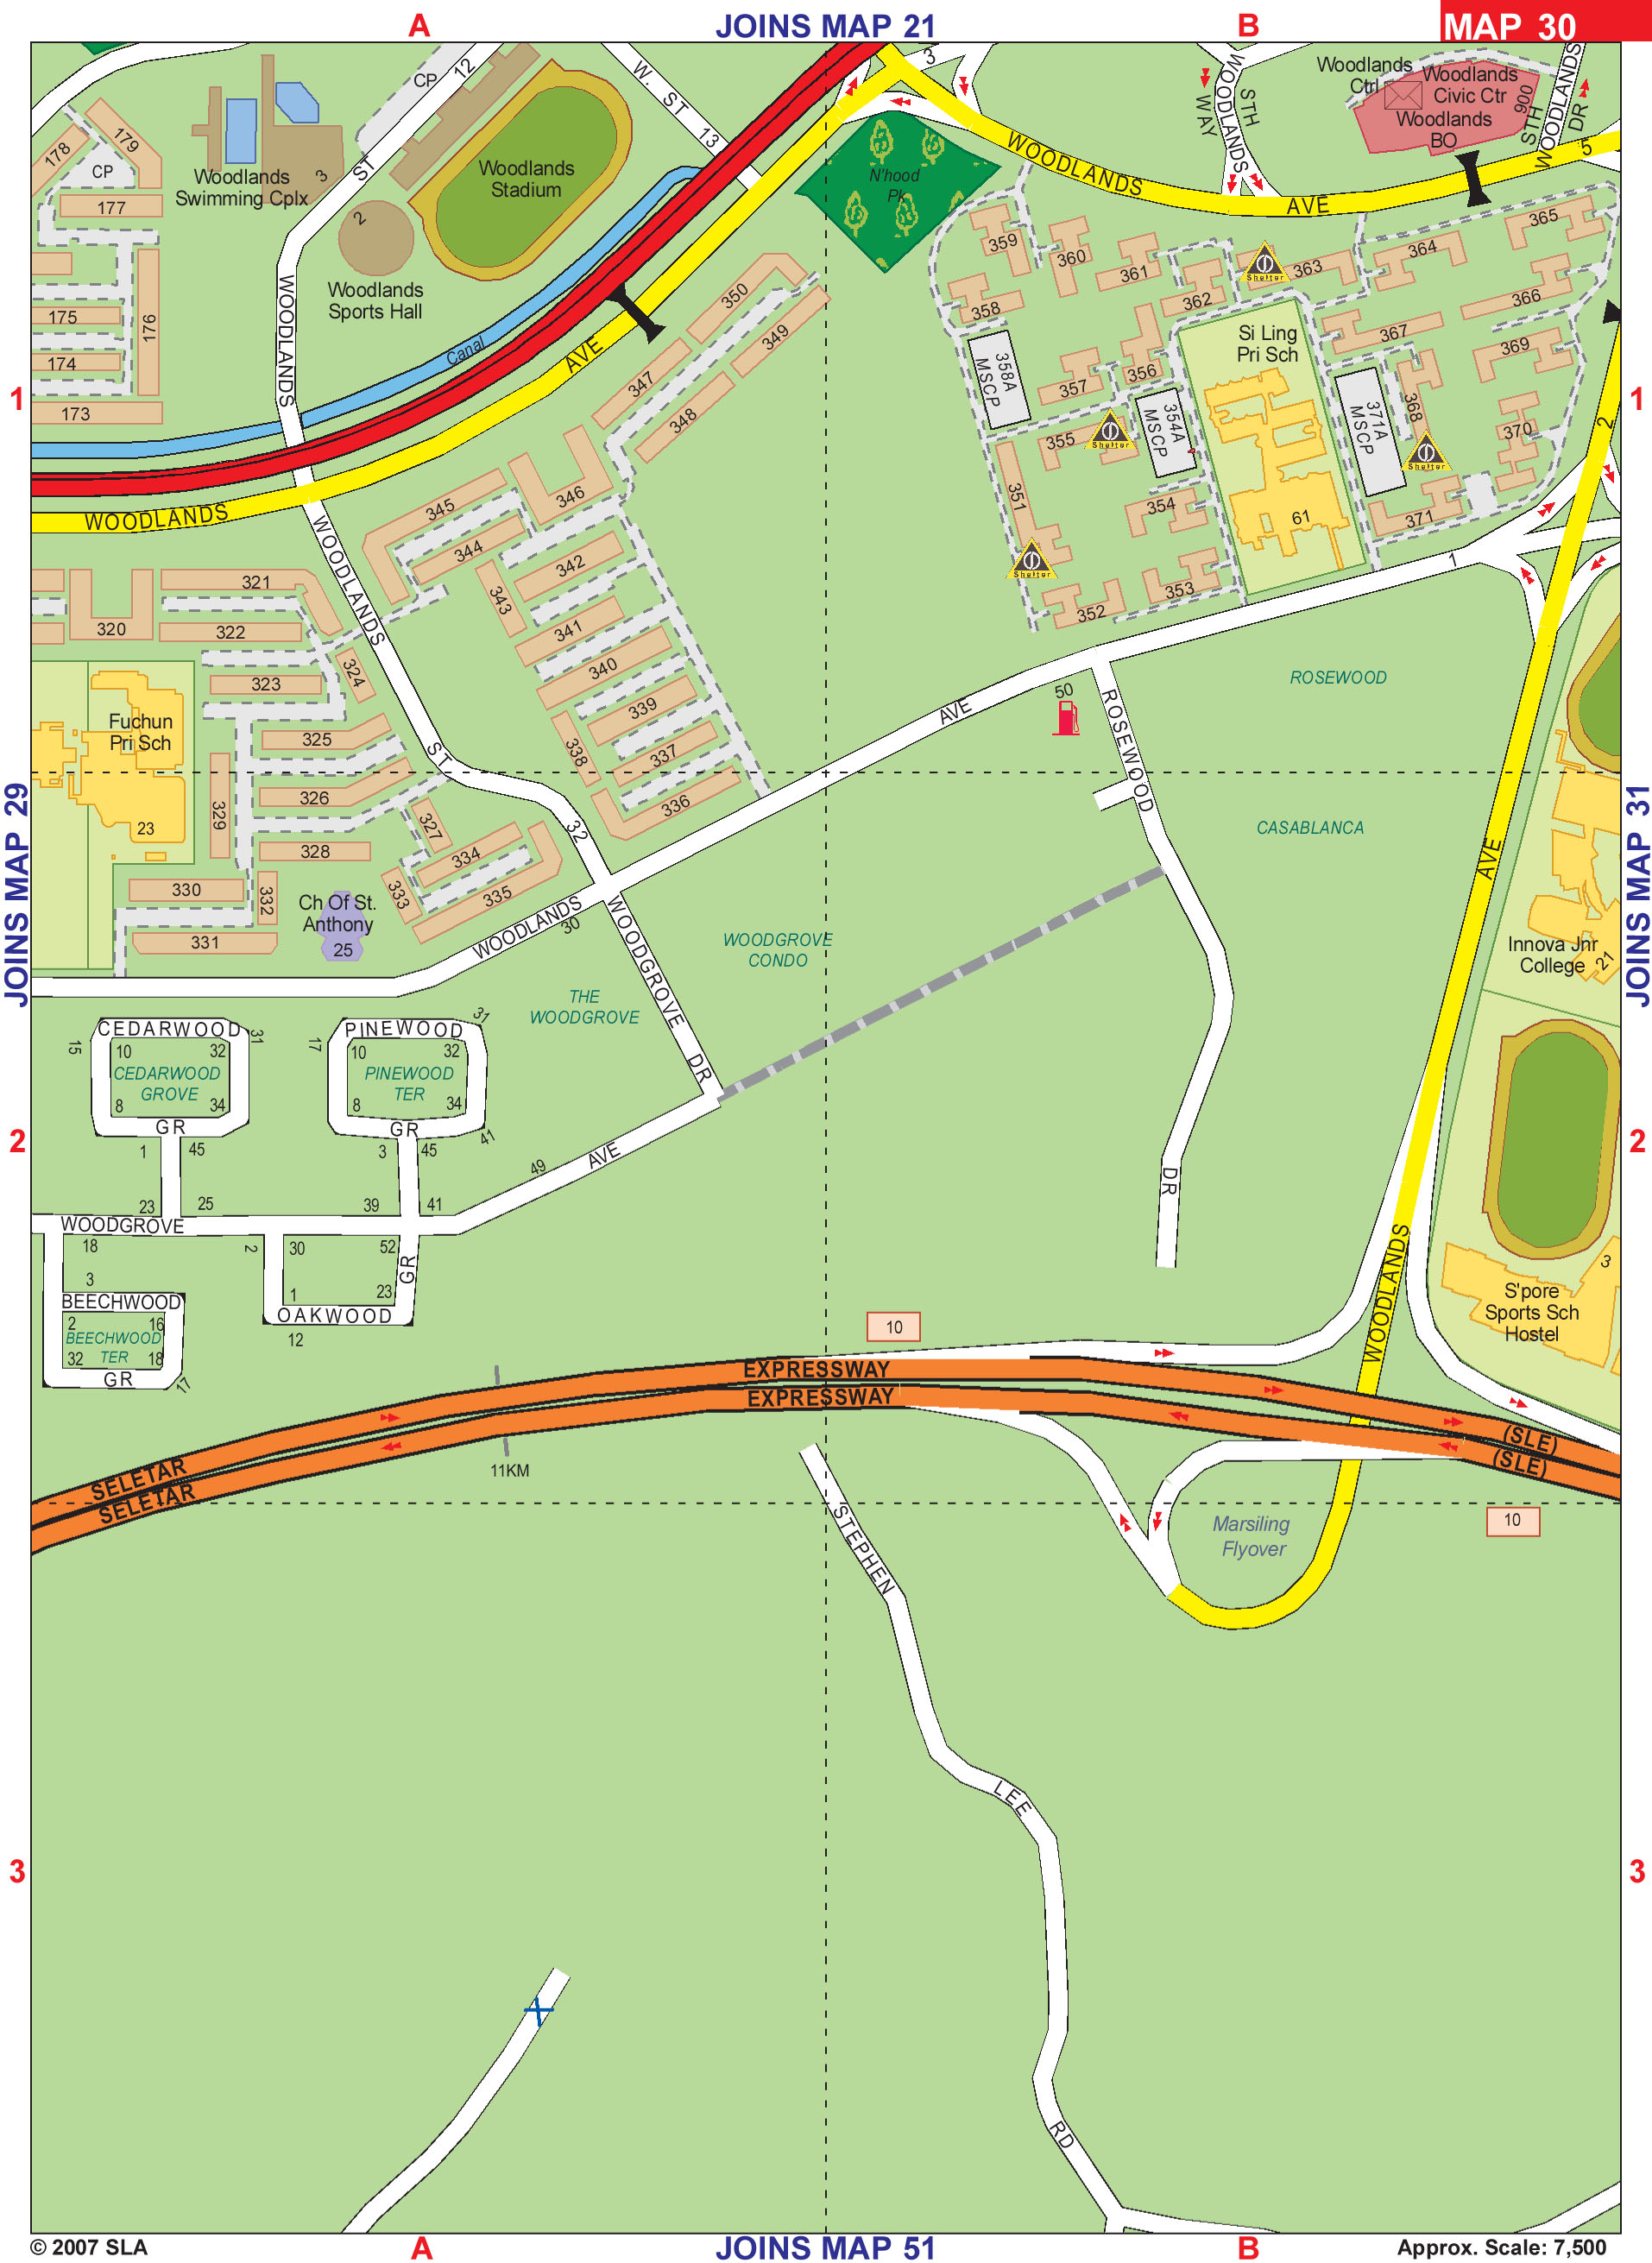 A
JOINS MAP 21
B
MAP 30
CP
12
W. ST 13
3
STH
WOODLANDS
WAY
Woodlands
Ctrl
Woodlands
Civic Ctr
Woodlands
BO
900
STH
WOODLANDS
DR
5
178
179
CP
177
Woodlands
Swimming Cplx
3
ST
2
Woodlands
Stadium
Woodlands
Sports Hall
N'hood
Pk
WOODLANDS
AVE
359
360
361
362
363
364
365
366
367
369
358
Shelter
175
174
173
176
WOODLANDS
Canal
AVE
350
349
347
348
358A
MSCP
357
356
355
354A
MSCP
Shelter
Si Ling
Pri Sch
61
371A
MSCP
368
370
Shelter
371
1
1
2
WOODLANDS
WOODLANDS
ST
345
346
344
342
343
341
340
339
338
337
336
351
354
353
352
Shelter
1
321
320
322
323
324
325
326
327
328
329
330
331
332
333
334
335
Fuchun
Pri Sch
23
Ch Of St.
Anthony
25
32
WOODLANDS
30
AVE
50
ROSEWOOD
DR
ROSEWOOD
CASABLANCA
AVE
WOODLANDS
Innova Jnr
College
21
JOINS MAP 29
JOINS MAP 31
WOODGROVE
CONDO
THE
WOODGROVE
WOODGROVE
DR
CEDARWOOD
15
31
10
32
CEDARWOOD
GROVE
8
34
GR
1
45
23
25
PINEWOOD
17
31
10
32
PINEWOOD
TER
8
34
GR
41
3
45
39
41
49
AVE
2
2
WOODGROVE
18
2
30
52
GR
3
1
23
OAKWOOD
12
BEECHWOOD
2
16
BEECHWOOD
TER
32
18
GR
17
3
S'pore
Sports Sch
Hostel
10
EXPRESSWAY
EXPRESSWAY
SELETAR
SELETAR
11KM
(SLE)
(SLE)
10
Marsiling
Flyover
STEPHEN
LEE
RD
3
3
© 2007 SLA
A
JOINS MAP 51
B
Approx. Scale: 7,500